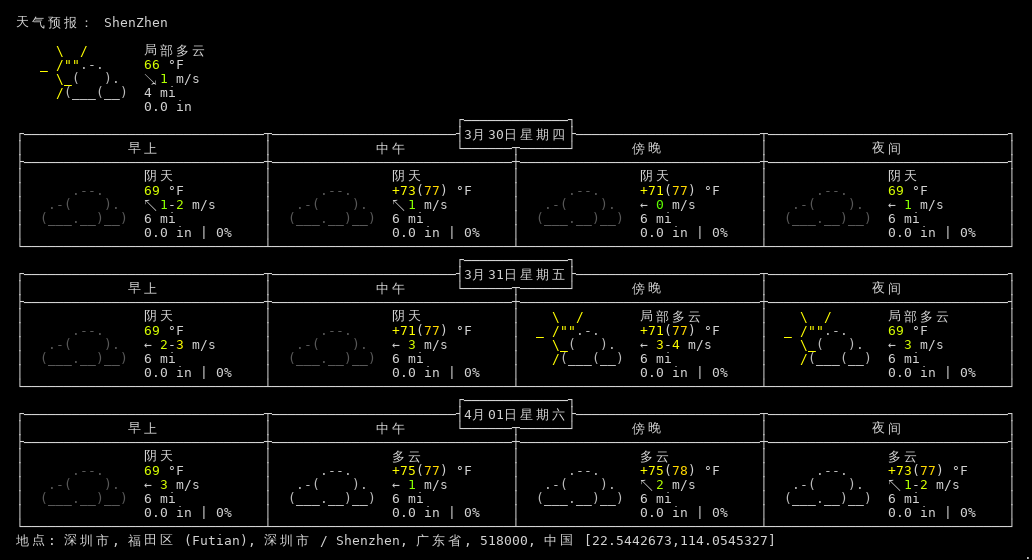 天气预报： ShenZhen
局部多云
66 °F
↘ 1 m/s
4 mi
0.0 in
3月30日星期四
早上 中午 傍晚 夜间
阴天 阴天 阴天 阴天
69 °F +73(77) °F +71(77) °F 69 °F
↖ 1-2 m/s ↖ 1 m/s ← 0 m/s ← 1 m/s
6 mi 6 mi 6 mi 6 mi
0.0 in | 0% 0.0 in | 0% 0.0 in | 0% 0.0 in | 0%
3月31日星期五
早上 中午 傍晚 夜间
阴天 阴天 局部多云 局部多云
69 °F +71(77) °F +71(77) °F 69 °F
← 2-3 m/s ← 3 m/s ← 3-4 m/s ← 3 m/s
6 mi 6 mi 6 mi 6 mi
0.0 in | 0% 0.0 in | 0% 0.0 in | 0% 0.0 in | 0%
4月01日星期六
早上 中午 傍晚 夜间
阴天 多云 多云 多云
69 °F +75(77) °F +75(78) °F +73(77) °F
← 3 m/s ← 1 m/s ↖ 2 m/s ↖ 1-2 m/s
6 mi 6 mi 6 mi 6 mi
0.0 in | 0% 0.0 in | 0% 0.0 in | 0% 0.0 in | 0%
地点: 深圳市, 福田区 (Futian), 深圳市 / Shenzhen, 广东省, 518000, 中国 [22.5442673,114.0545327]